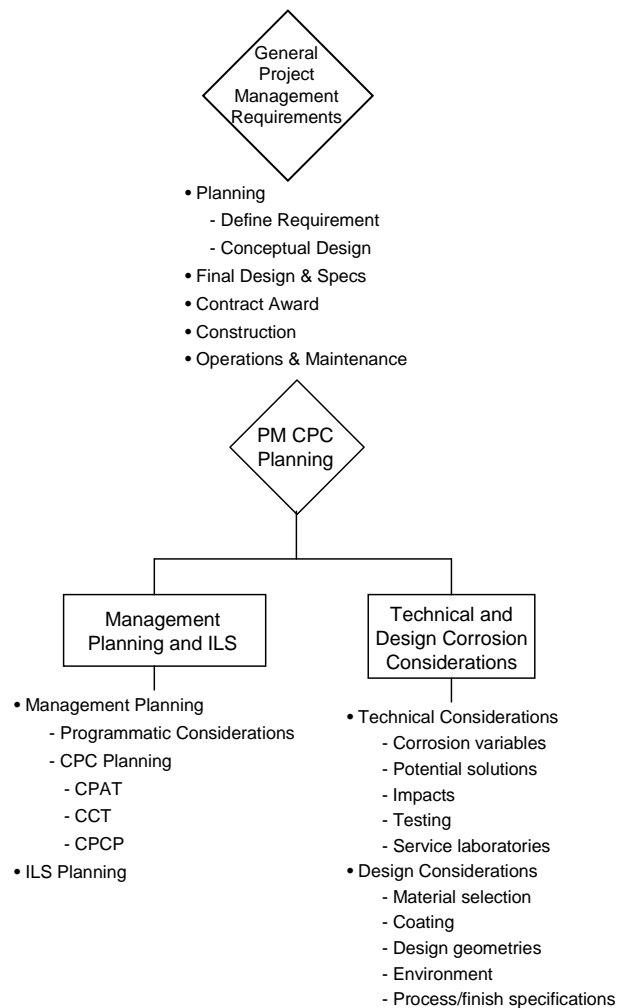 General
Project
Management
Requirements
• Planning
- Define Requirement
- Conceptual Design
• Final Design & Specs
• Contract Award
• Construction
• Operations & Maintenance
PM CPC
Planning
Management
Planning and ILS
• Management Planning
- Programmatic Considerations
- CPC Planning
- CPAT
- CCT
- CPCP
• ILS Planning
Technical and
Design Corrosion
Considerations
• Technical Considerations
- Corrosion variables
- Potential solutions
- Impacts
- Testing
- Service laboratories
• Design Considerations
- Material selection
- Coating
- Design geometries
- Environment
- Process/finish specifications